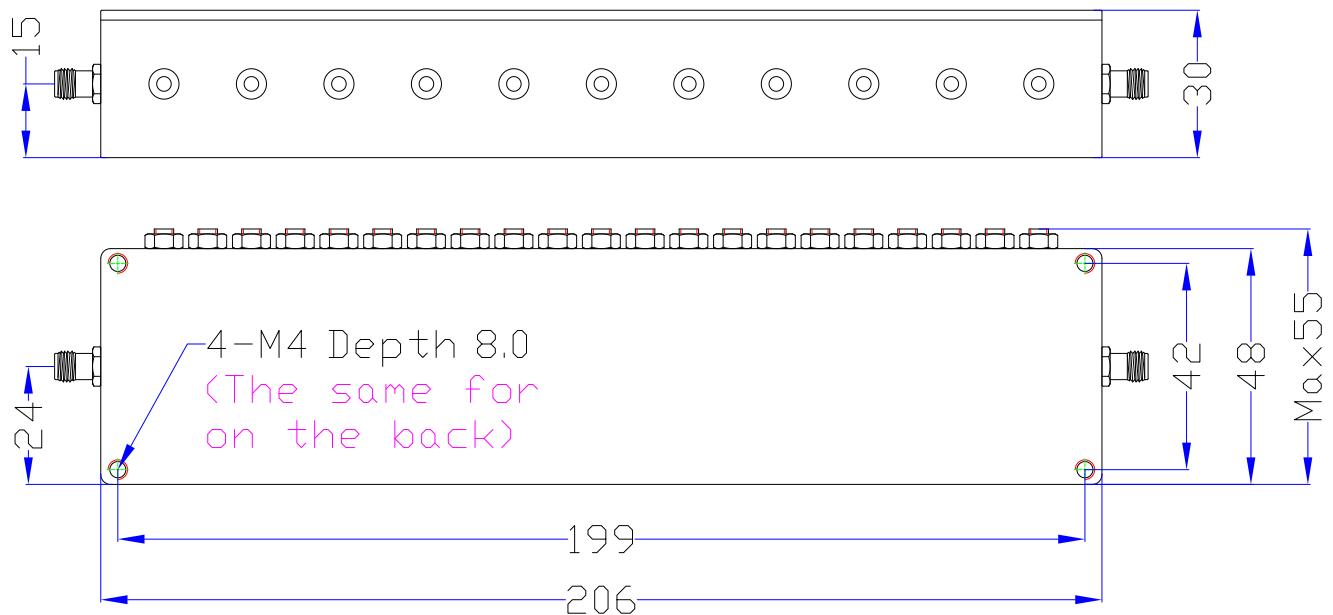 15
30
4-M4 Depth 8.0
(The same for
on the back)
24
42
48
Max55
199
206